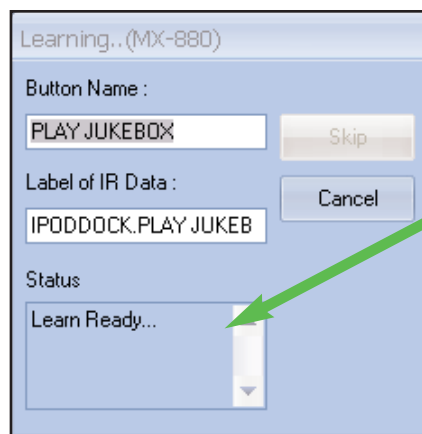 Learning..(MX-880)
Button Name :
PLAY JUKEBOX
Skip
Label of IR Data :
Cancel
IPODDOCK.PLAY JUKEB
Status
Learn Ready...